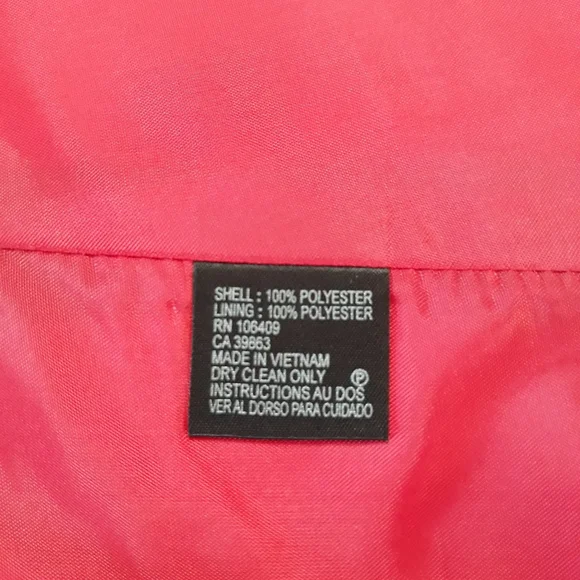 SHELL : 100% POLYESTER
LINING : 100% POLYESTER
RN 106409
CA 39863
MADE IN VIETNAM
DRY CLEAN ONLY Ⓟ
INSTRUCTIONS AU DOS
VER AL DORSO PARA CUIDADO